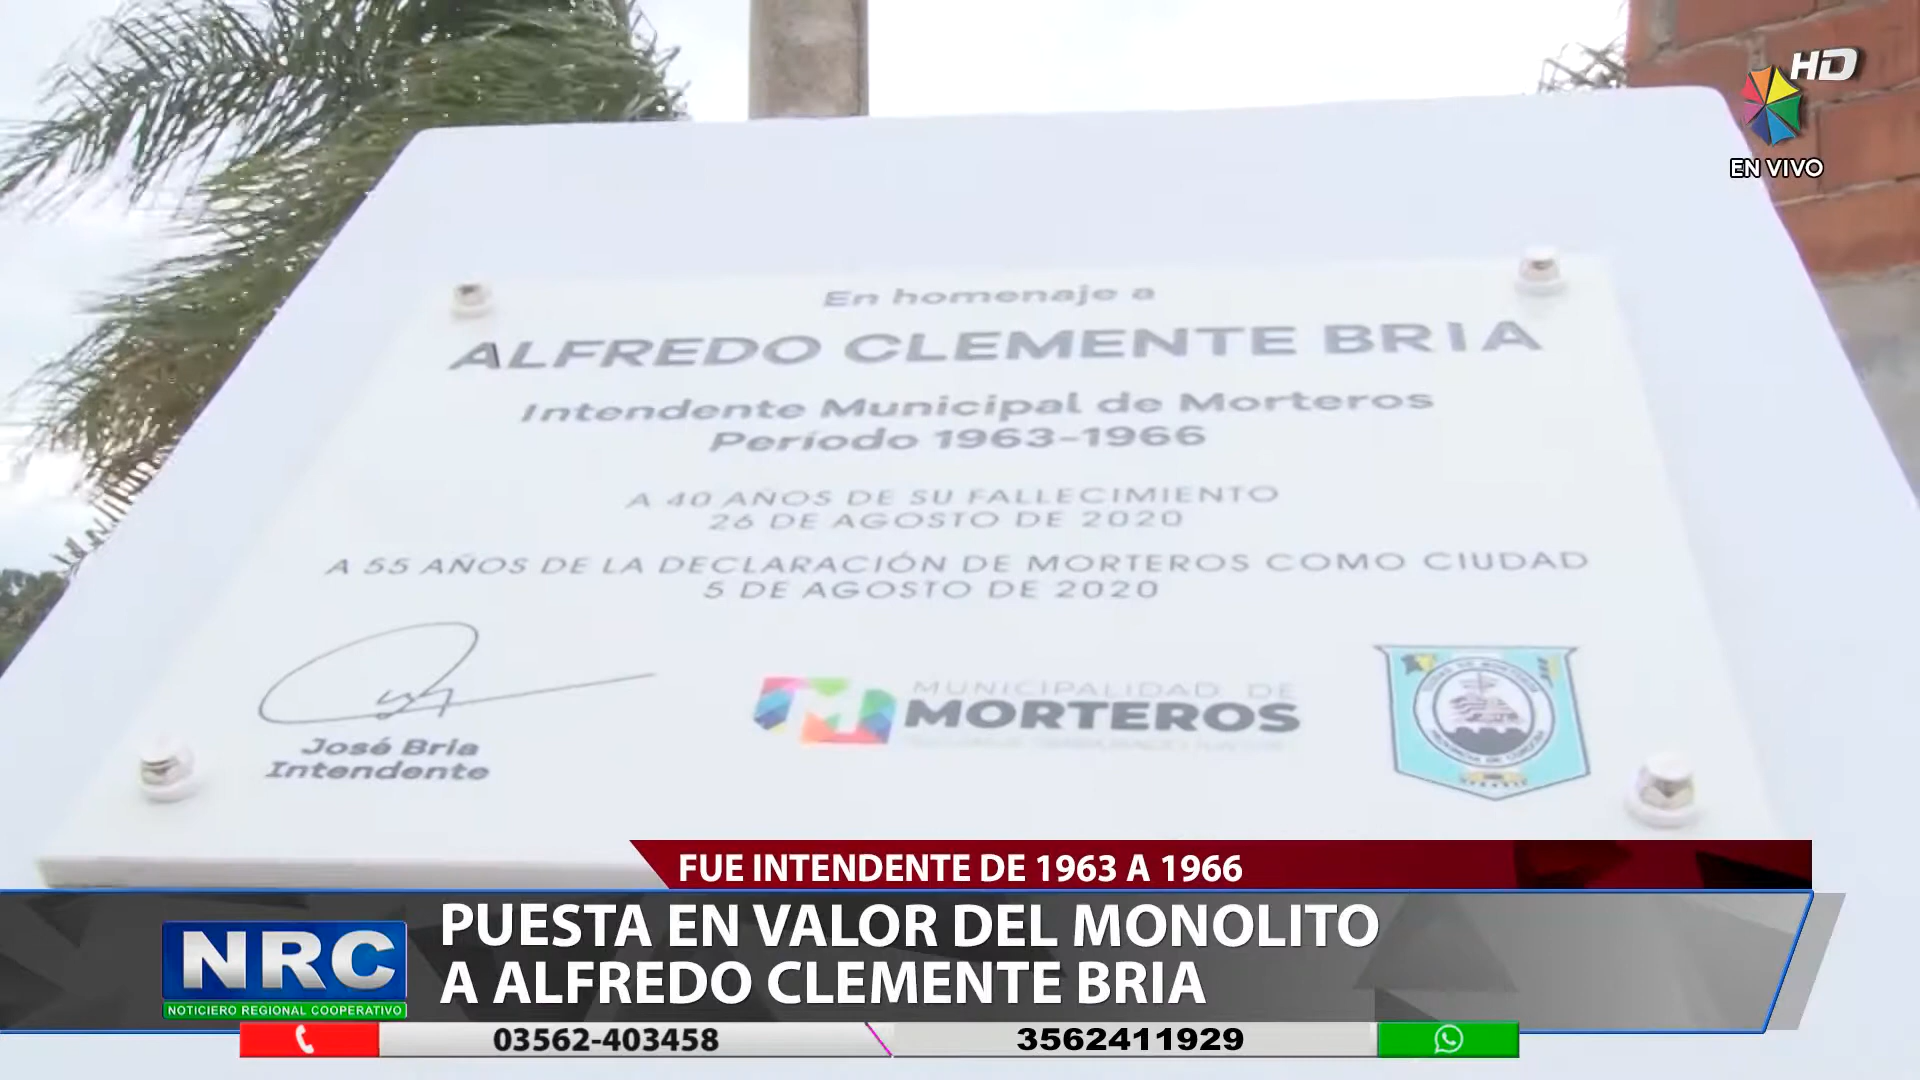 HD
EN VIVO
En homenaje a
ALFREDO CLEMENTE BRIA
Intendente Municipal de Morteros
Período 1963-1966
A 40 AÑOS DE SU FALLECIMIENTO
26 DE AGOSTO DE 2020
A 55 AÑOS DE LA DECLARACIÓN DE MORTEROS COMO CIUDAD
5 DE AGOSTO DE 2020
José Bria
Intendente
MUNICIPALIDAD DE
MORTEROS
FUE INTENDENTE DE 1963 A 1966
PUESTA EN VALOR DEL MONOLITO
A ALFREDO CLEMENTE BRIA
NRC
NOTICIERO REGIONAL COOPERATIVO
03562-403458
3562411929